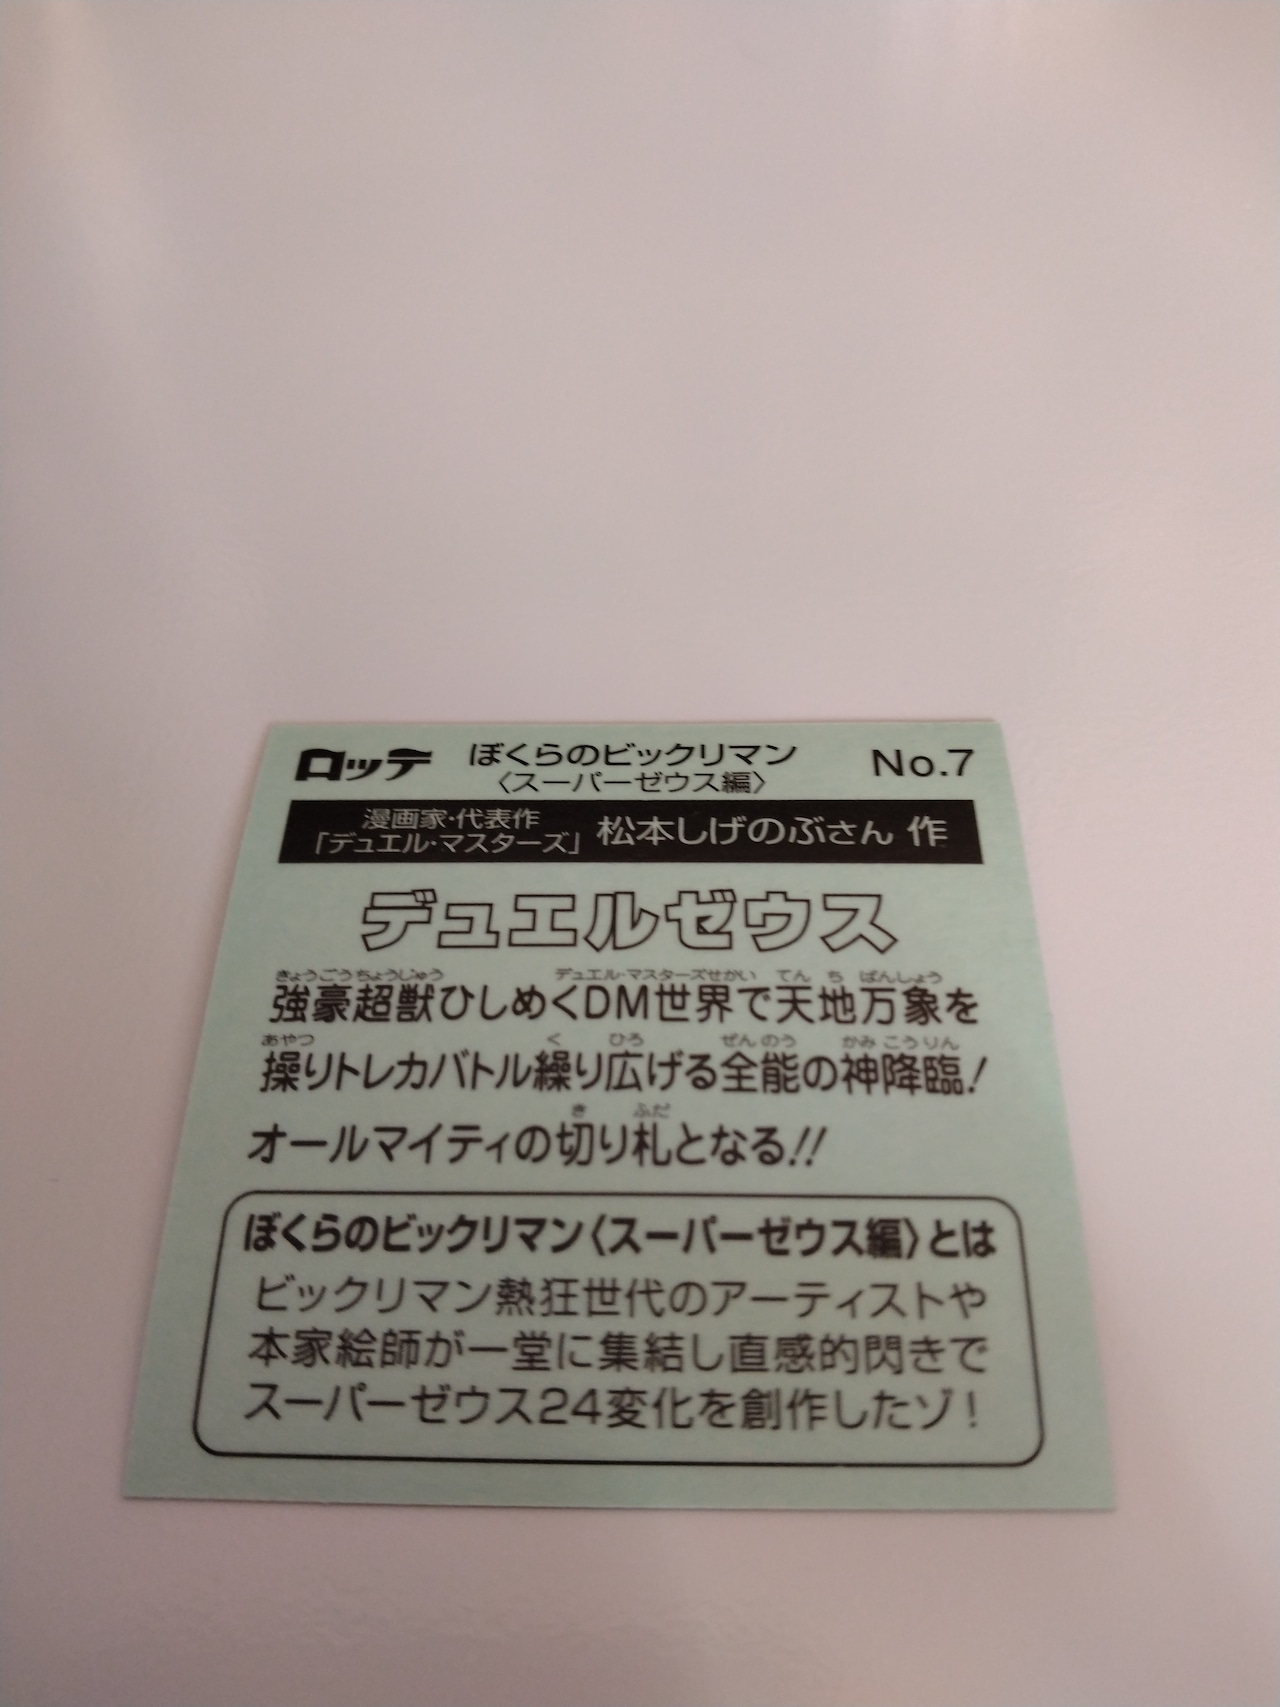 ロッテ ぼくらのビックリマン No.7
〈スーパーゼウス編〉
漫画家・代表作
「デュエル・マスターズ」 松本しげのぶさん 作
デュエルゼウス
きょうごうちょうじゅう デュエル・マスターズせかい てん ち ばんしょう
強豪超獣ひしめくDM世界で天地万象を
あやつ く ひろ ぜんのう かみこうりん
操りトレカバトル繰り広げる全能の神降臨!
き ふだ
オールマイティの切り札となる!!
ぼくらのビックリマン〈スーパーゼウス編〉とは
ビックリマン熱狂世代のアーティストや
本家絵師が一堂に集結し直感的閃きで
スーパーゼウス24変化を創作したゾ!